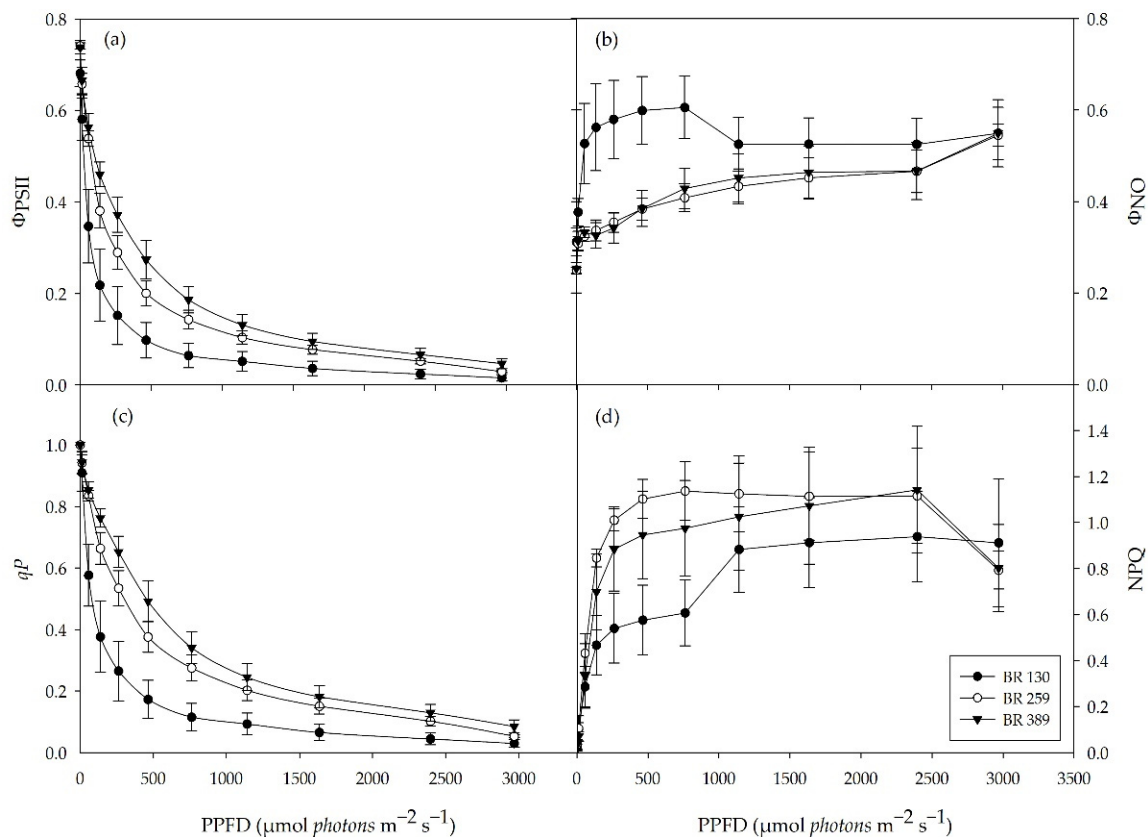 (a)
0.8
0.6
0.4
0.2
0.0
ΦPSII
(b)
0.8
0.6
0.4
0.2
0.0
ΦNO
(c)
1.0
0.8
0.6
0.4
0.2
0.0
qP
0 500 1000 1500 2000 2500 3000
PPFD (μmol photons m−2 s−1)
(d)
1.4
1.2
1.0
0.8
0.6
0.4
0.2
0.0
NPQ
BR 130
BR 259
BR 389
0 500 1000 1500 2000 2500 3000 3500
PPFD (μmol photons m−2 s−1)